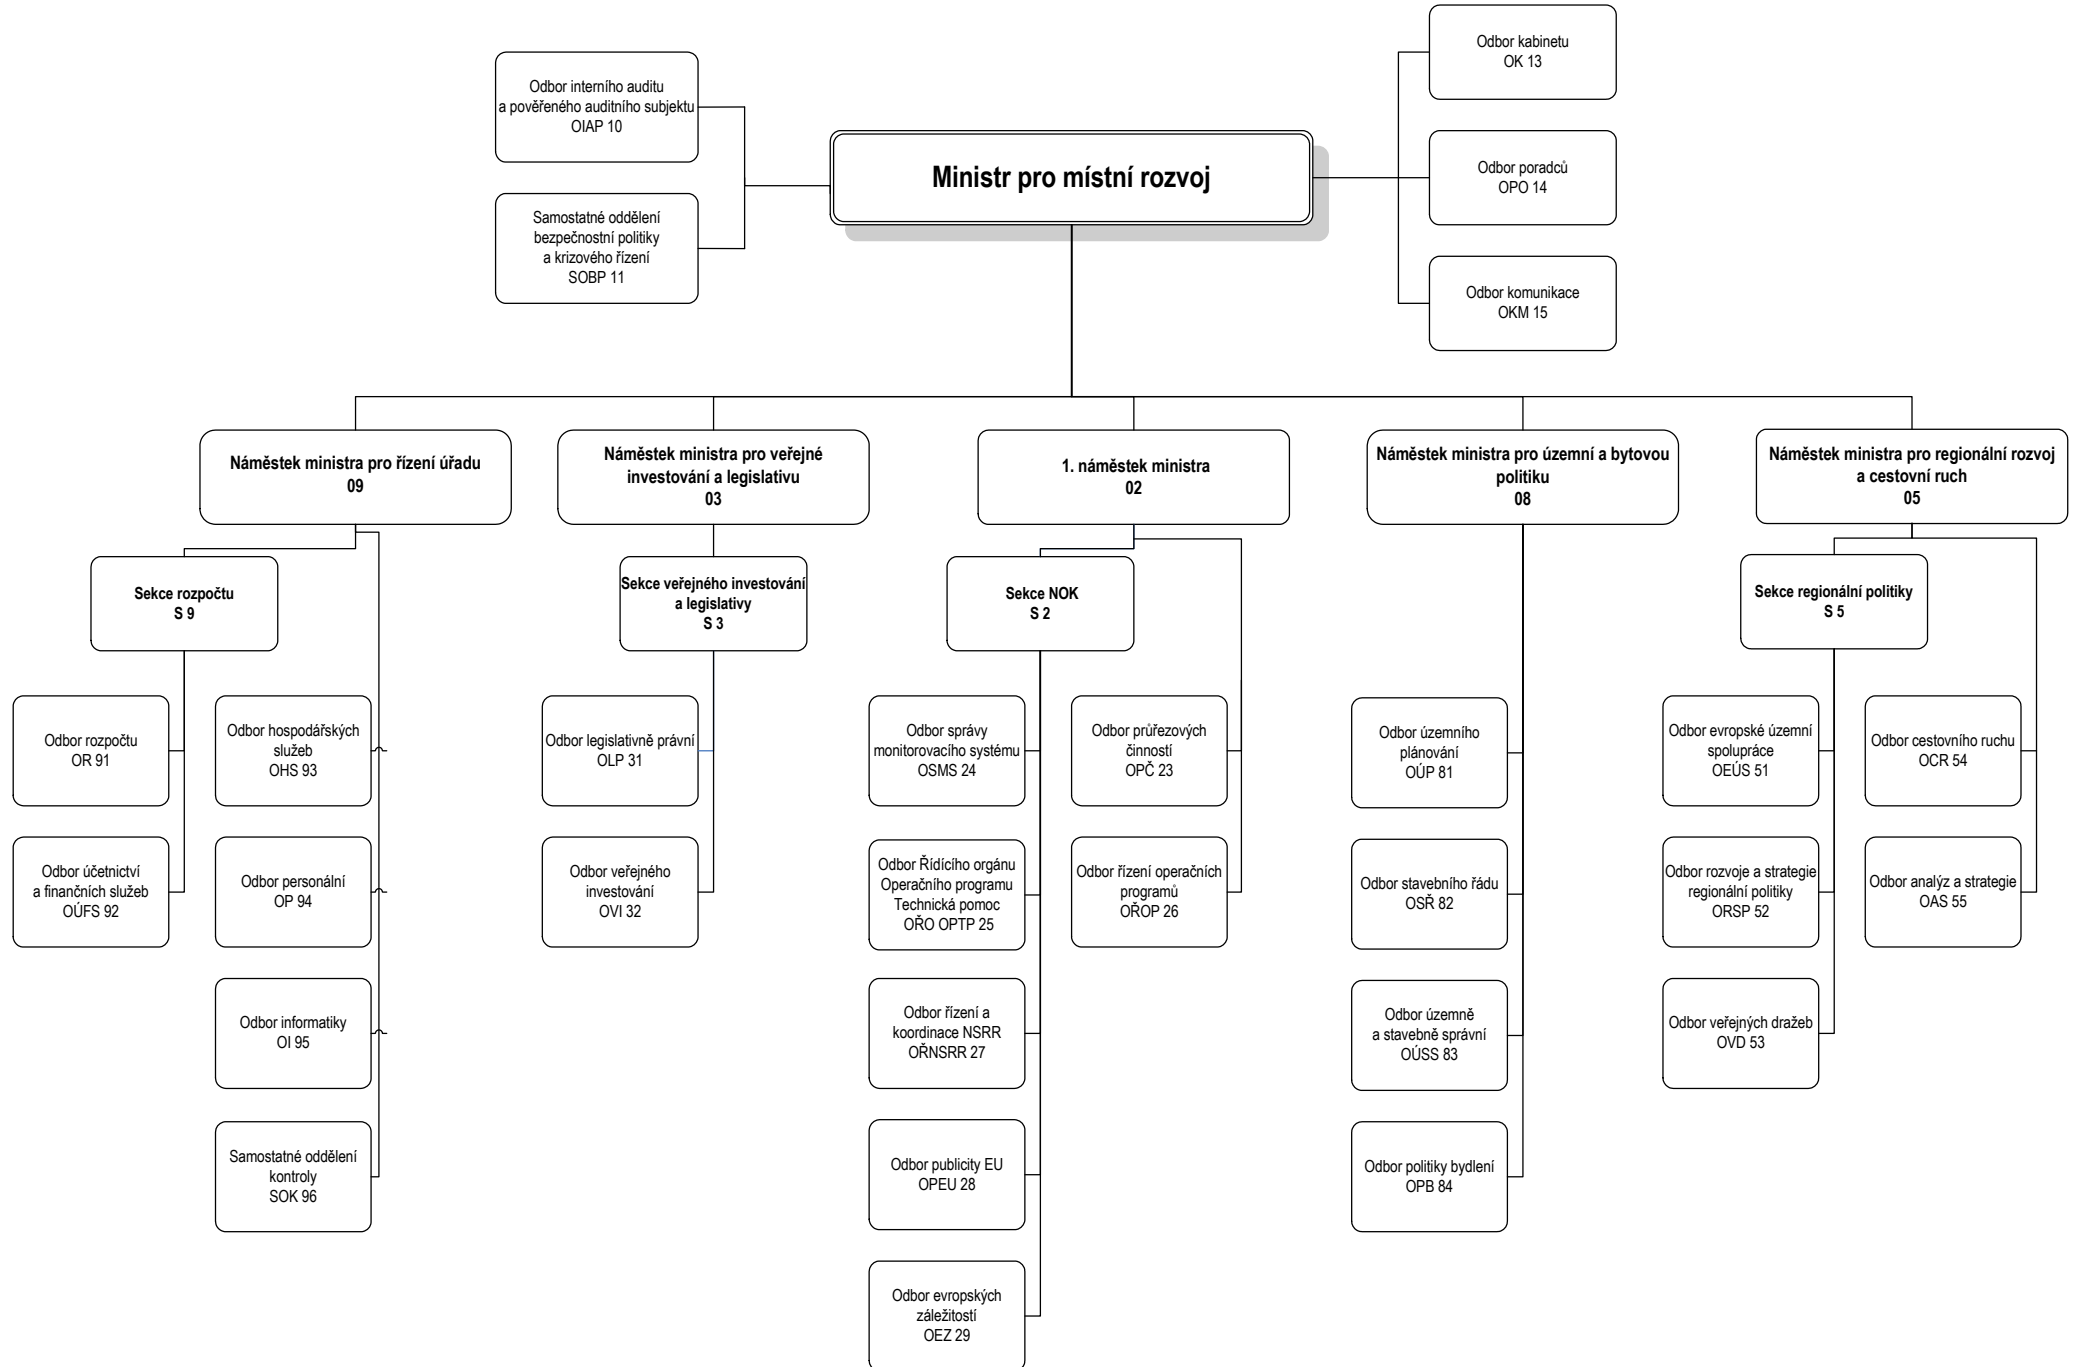 Odbor kabinetu
OK 13
Odbor interního auditu
a pověřeného auditního subjektu
OIAP 10
Ministr pro místní rozvoj
Odbor poradců
OPO 14
Samostatné oddělení
bezpečnostní politiky
a krizového řízení
SOBP 11
Odbor komunikace
OKM 15
Náměstek ministra pro řízení úřadu
09
Náměstek ministra pro veřejné
investování a legislativu
03
1. náměstek ministra
02
Náměstek ministra pro územní a bytovou
politiku
08
Náměstek ministra pro regionální rozvoj
a cestovní ruch
05
Sekce rozpočtu
S 9
Sekce veřejného investování
a legislativy
S 3
Sekce NOK
S 2
Sekce regionální politiky
S 5
Odbor rozpočtu
OR 91
Odbor hospodářských
služeb
OHS 93
Odbor legislativně právní
OLP 31
Odbor správy
monitorovacího systému
OSMS 24
Odbor průřezových
činností
OPČ 23
Odbor územního
plánování
OÚP 81
Odbor evropské územní
spolupráce
OEÚS 51
Odbor cestovního ruchu
OCR 54
Odbor účetnictví
a finančních služeb
OÚFS 92
Odbor personální
OP 94
Odbor veřejného
investování
OVI 32
Odbor Řídícího orgánu
Operačního programu
Technická pomoc
OŘO OPTP 25
Odbor řízení operačních
programů
OŘOP 26
Odbor stavebního řádu
OSŘ 82
Odbor rozvoje a strategie
regionální politiky
ORSP 52
Odbor analýz a strategie
OAS 55
Odbor informatiky
OI 95
Odbor řízení a
koordinace NSRR
OŘNSRR 27
Odbor územně
a stavebně správní
OÚSS 83
Odbor veřejných dražeb
OVD 53
Samostatné oddělení
kontroly
SOK 96
Odbor publicity EU
OPEU 28
Odbor politiky bydlení
OPB 84
Odbor evropských
záležitostí
OEZ 29